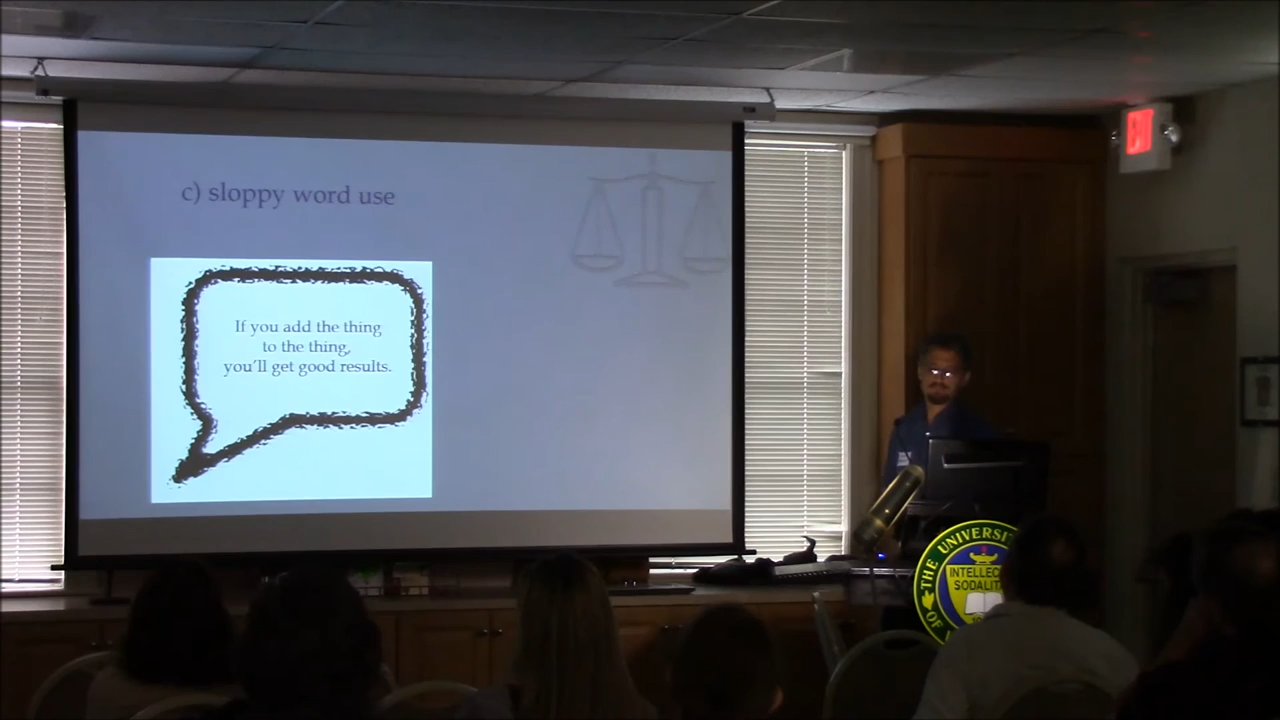 c) sloppy word use
If you add the thing
to the thing,
you'll get good results.
THE UNIVERSI
OF
INTELLEC
SODALIT